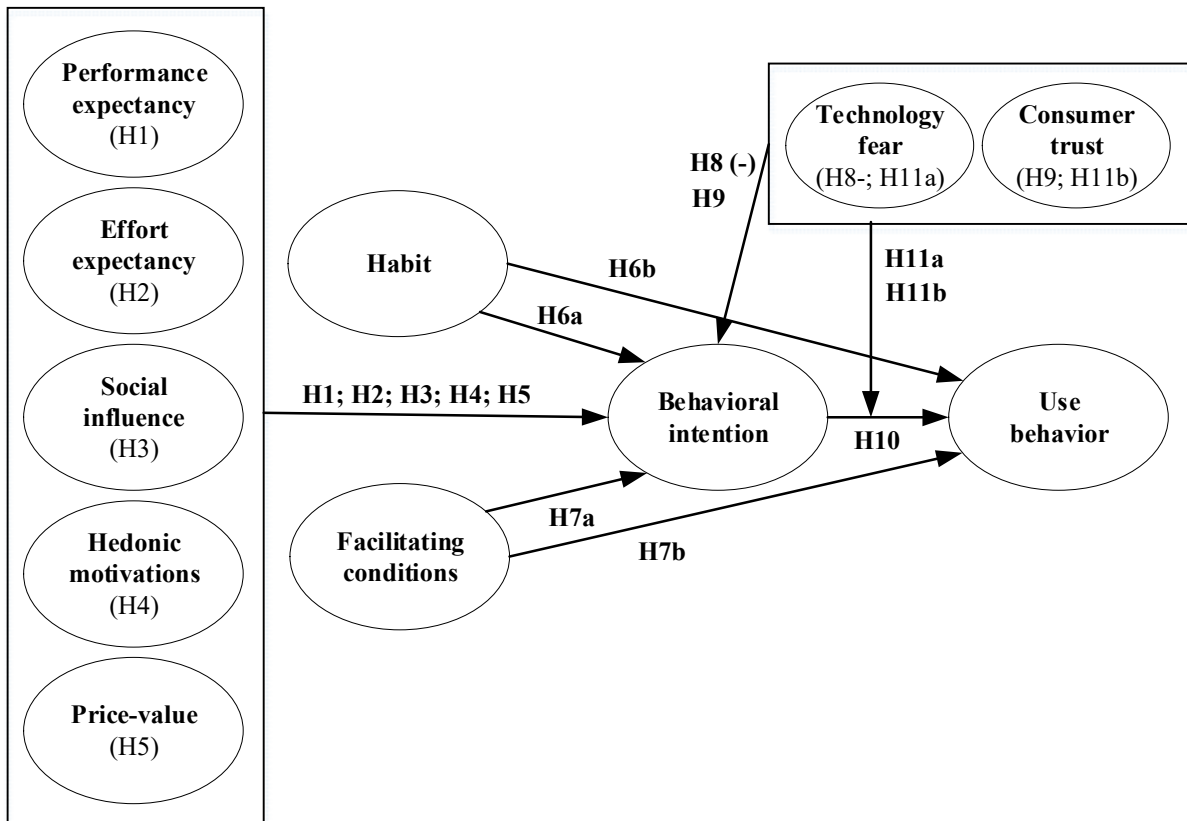 Performance
expectancy
(H1)
Effort
expectancy
(H2)
Social
influence
(H3)
Hedonic
motivations
(H4)
Price-value
(H5)
H1; H2; H3; H4; H5
Habit
H6a
H6b
Facilitating
conditions
H7a
H7b
Technology
fear
(H8-; H11a)
Consumer
trust
(H9; H11b)
H8 (-)
H9
H11a
H11b
Behavioral
intention
H10
Use
behavior